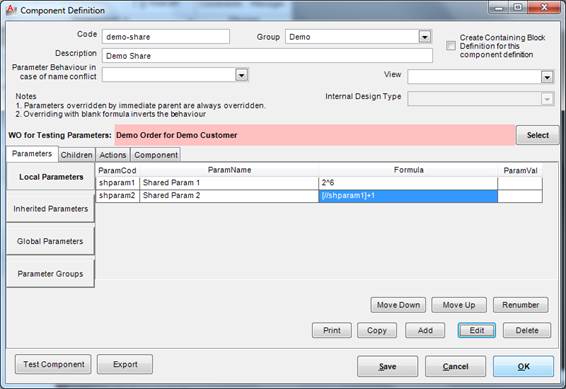 Component Definition
Code demo-share Group Demo Create Containing Block
Definition for this
component definition
Description Demo Share
Parameter Behaviour in
case of name conflict View
Notes Internal Design Type
1. Parameters overridden by immediate parent are always overridden.
2. Overriding with blank formula inverts the behaviour
WO for Testing Parameters: Demo Order for Demo Customer Select
Parameters Children Actions Component
Local Parameters ParamCod ParamName Formula ParamVal
shparam1 Shared Param 1 2^6
shparam2 Shared Param 2 [//shparam1]+1
Inherited Parameters
Global Parameters
Parameter Groups
Move Down Move Up Renumber
Print Copy Add Edit Delete
Test Component Export Save Cancel OK